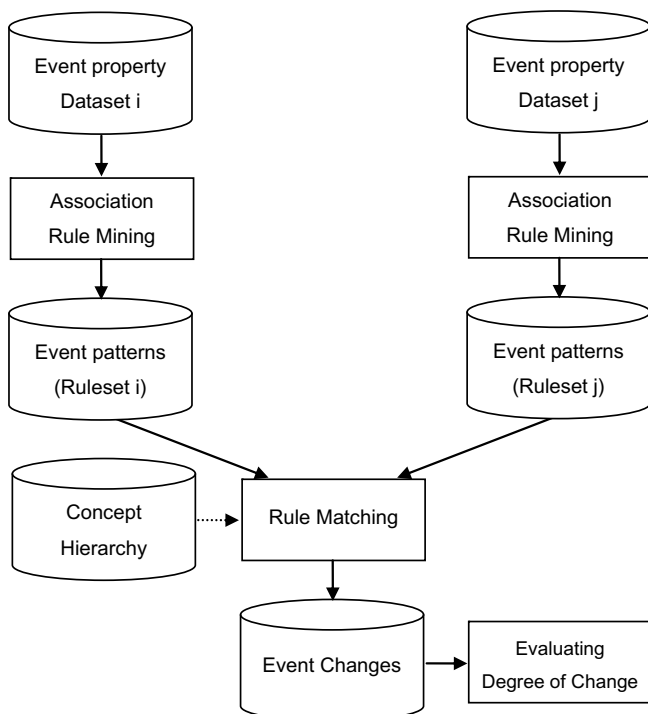 Event property
Dataset i
Event property
Dataset j
Association
Rule Mining
Association
Rule Mining
Event patterns
(Ruleset i)
Event patterns
(Ruleset j)
Concept
Hierarchy
Rule Matching
Event Changes
Evaluating
Degree of Change